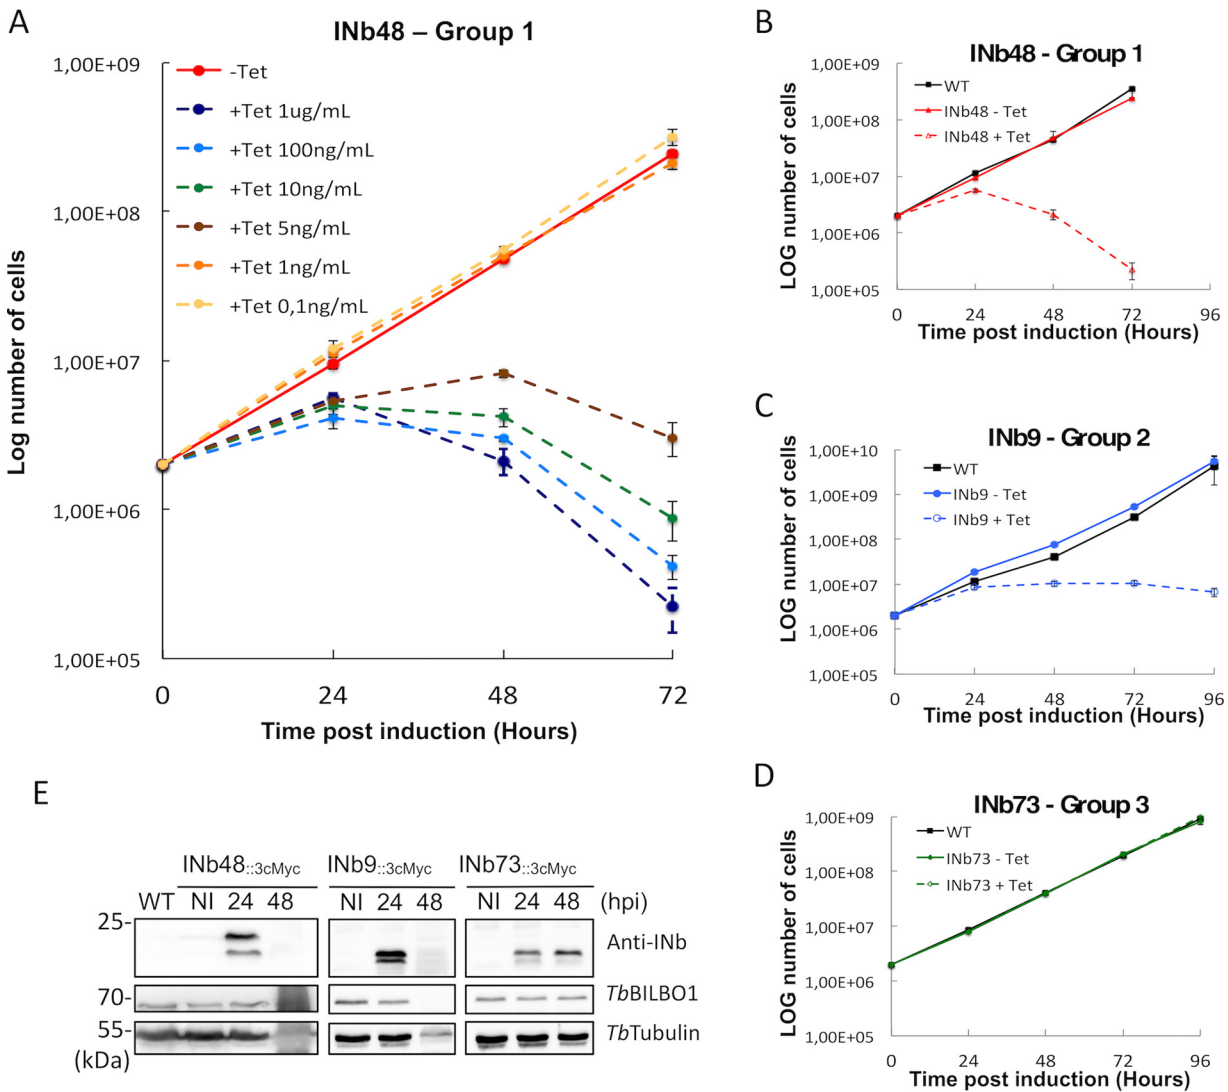 A
INb48 – Group 1
Log number of cells
1,00E+09
1,00E+08
1,00E+07
1,00E+06
1,00E+05
-Tet
+Tet 1ug/mL
+Tet 100ng/mL
+Tet 10ng/mL
+Tet 5ng/mL
+Tet 1ng/mL
+Tet 0,1ng/mL
0 24 48 72
Time post induction (Hours)
B
INb48 - Group 1
LOG number of cells
1,00E+09
1,00E+08
1,00E+07
1,00E+06
1,00E+05
WT
INb48 - Tet
INb48 + Tet
0 24 48 72 96
Time post induction (Hours)
C
INb9 - Group 2
LOG number of cells
1,00E+10
1,00E+09
1,00E+08
1,00E+07
1,00E+06
1,00E+05
WT
INb9 - Tet
INb9 + Tet
0 24 48 72 96
Time post induction (Hours)
D
INb73 - Group 3
LOG number of cells
1,00E+09
1,00E+08
1,00E+07
1,00E+06
1,00E+05
WT
INb73 - Tet
INb73 + Tet
0 24 48 72 96
Time post induction (Hours)
E
INb48::3cMyc INb9::3cMyc INb73::3cMyc
WT NI 24 48 NI 24 48 NI 24 48 (hpi)
25-
Anti-INb
70- TbBILBO1
55- TbTubulin
(kDa)